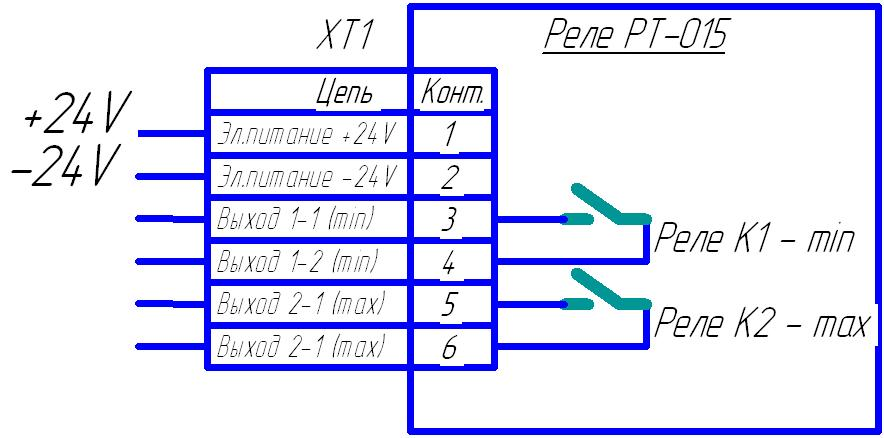 XT1
Реле РТ-015
Цепь Конт.
+24V
Эл.питание +24V 1
-24V
Эл.питание -24V 2
Выход 1-1 (min) 3
Реле К1 - min
Выход 1-2 (min) 4
Выход 2-1 (max) 5
Реле К2 - max
Выход 2-1 (max) 6